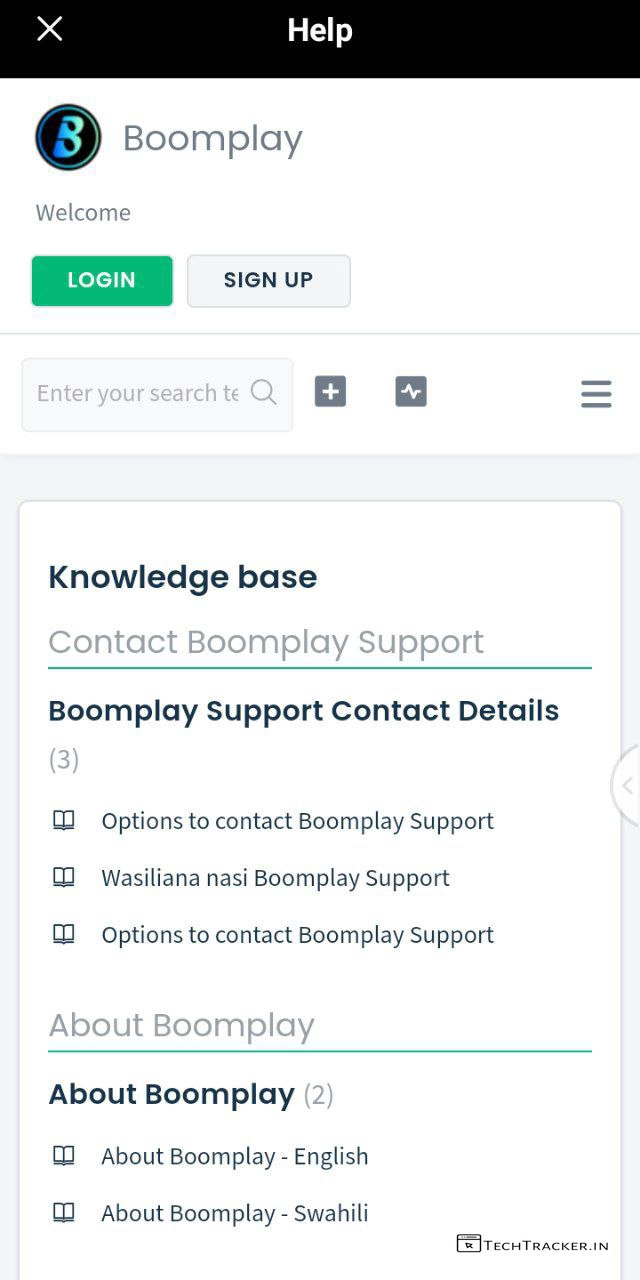 Help
Boomplay
Welcome
LOGIN
SIGN UP
Enter your search te
Knowledge base
Contact Boomplay Support
Boomplay Support Contact Details
(3)
Options to contact Boomplay Support
Wasiliana nasi Boomplay Support
Options to contact Boomplay Support
About Boomplay
About Boomplay (2)
About Boomplay - English
About Boomplay - Swahili
TECHTRACKER.IN